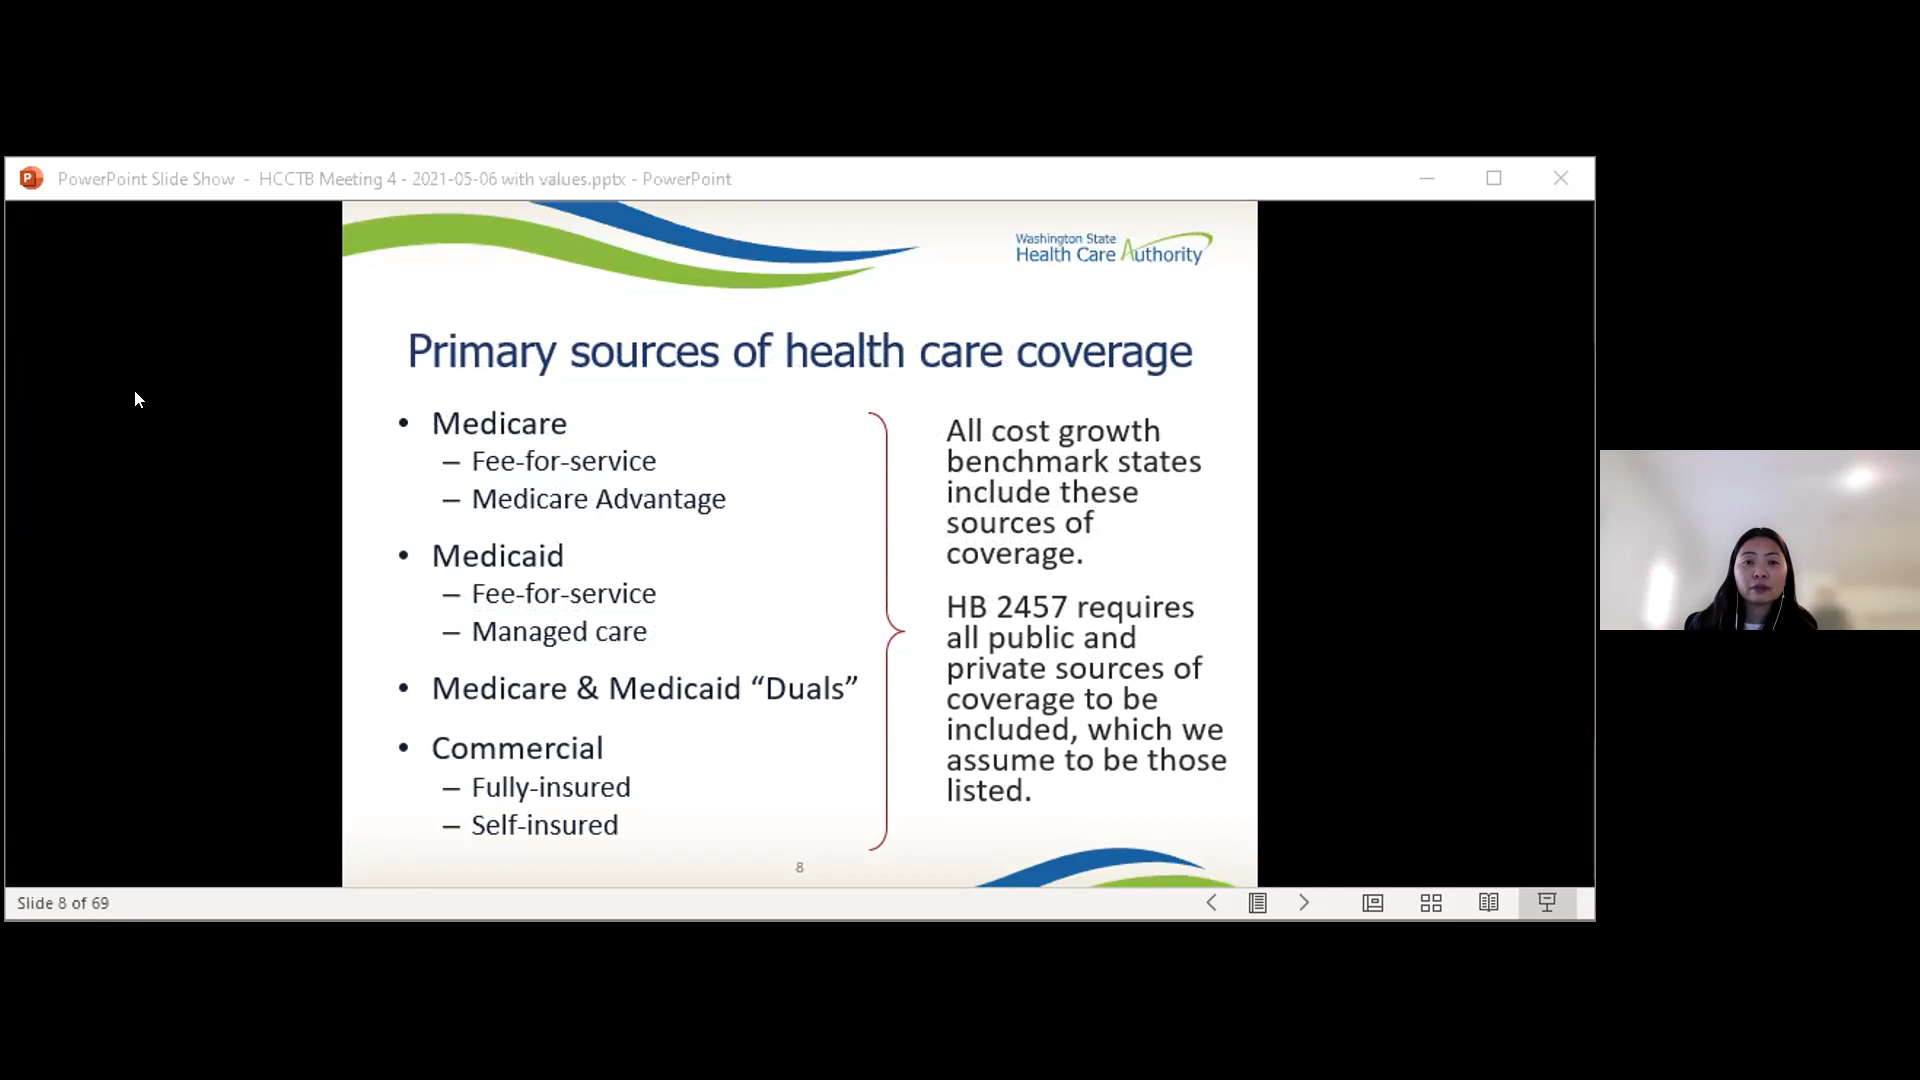 PowerPoint Slide Show - HCCTB Meeting 4 - 2021-05-06 with values.pptx - PowerPoint
Washington State
Health Care Authority
Primary sources of health care coverage
• Medicare
– Fee-for-service
– Medicare Advantage
• Medicaid
– Fee-for-service
– Managed care
• Medicare & Medicaid “Duals”
• Commercial
– Fully-insured
– Self-insured
All cost growth
benchmark states
include these
sources of
coverage.
HB 2457 requires
all public and
private sources of
coverage to be
included, which we
assume to be those
listed.
8
Slide 8 of 69